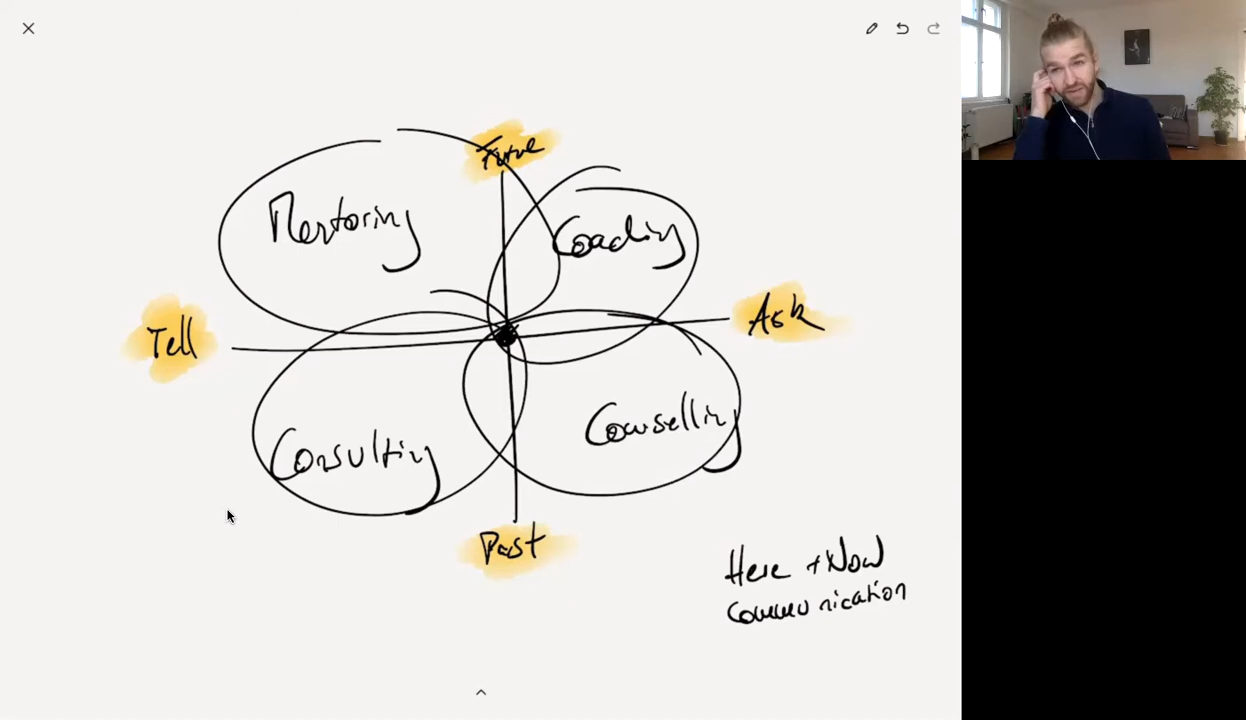 Future
Mentoring
Coaching
Tell
Ask
Consulting
Counselling
Past
Here + Now
Communication